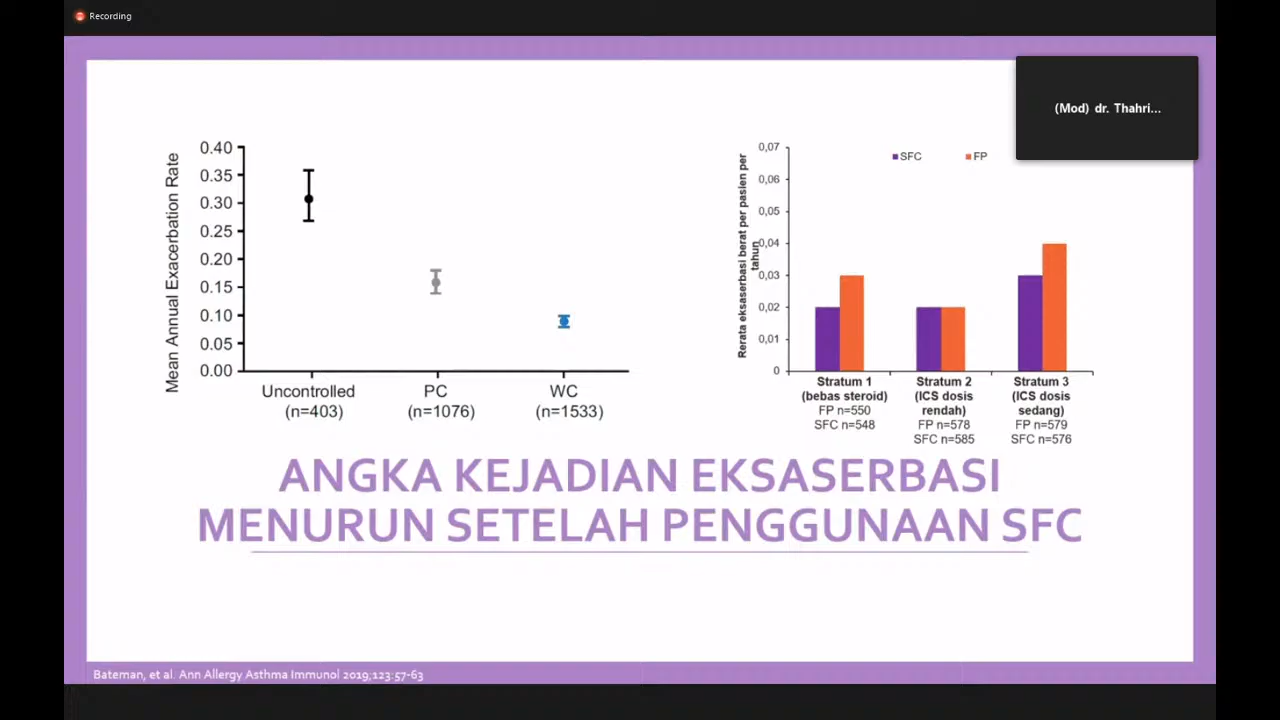 Recording
(Mod) dr. Thahri...
Mean Annual Exacerbation Rate
0.40
0.35
0.30
0.25
0.20
0.15
0.10
0.05
0.00
Uncontrolled
(n=403)
PC
(n=1076)
WC
(n=1533)
Rerata eksaserbasi berat per pasien per
tahun
0,07
0,06
0,05
0,04
0,03
0,02
0,01
0
SFC
FP
Stratum 1
(bebas steroid)
FP n=550
SFC n=548
Stratum 2
(ICS dosis
rendah)
FP n=578
SFC n=585
Stratum 3
(ICS dosis
sedang)
FP n=579
SFC n=576
ANGKA KEJADIAN EKSASERBASI
MENURUN SETELAH PENGGUNAAN SFC
Bateman, et al. Ann Allergy Asthma Immunol 2019,123:57-63